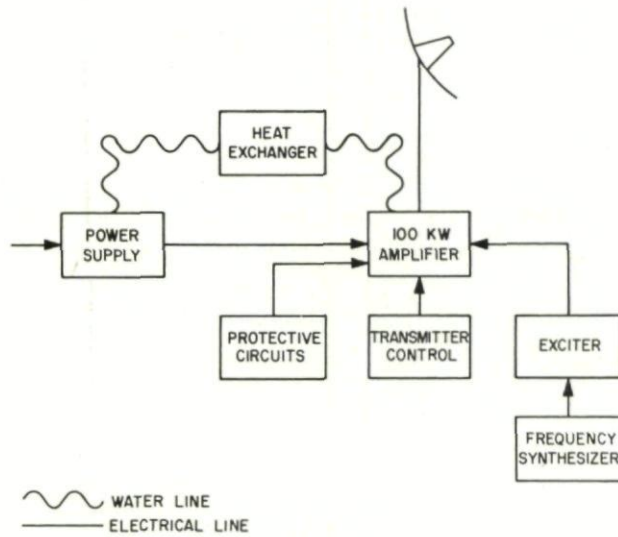 HEAT
EXCHANGER
POWER
SUPPLY
100 KW
AMPLIFIER
PROTECTIVE
CIRCUITS
TRANSMITTER
CONTROL
EXCITER
FREQUENCY
SYNTHESIZER
WATER LINE
ELECTRICAL LINE